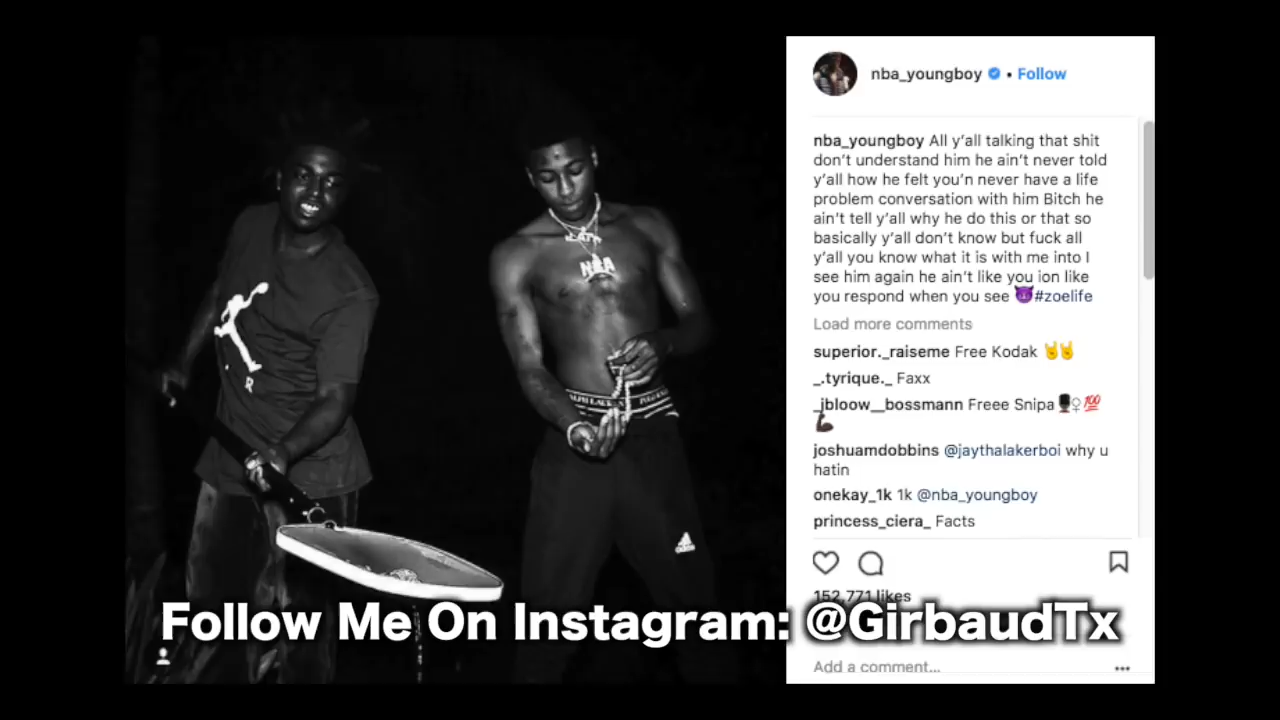 nba_youngboy • Follow
nba_youngboy All y'all talking that shit
don't understand him he ain't never told
y'all how he felt you'n never have a life
problem conversation with him Bitch he
ain't tell y'all why he do this or that so
basically y'all don't know but fuck all
y'all you know what it is with me into I
see him again he ain't like you ion like
you respond when you see 😈#zoelife
Load more comments
superior._raiseme Free Kodak 🤘🤘
_.tyrique._ Faxx
_jbloow__bossmann Freee Snipa 💯
joshuamdobbins @jaythalakerboi why u
hatin
onekay_1k 1k @nba_youngboy
princess_ciera_ Facts
152,771 likes
Follow Me On Instagram: @GirbaudTx
Add a comment...
NBA
R